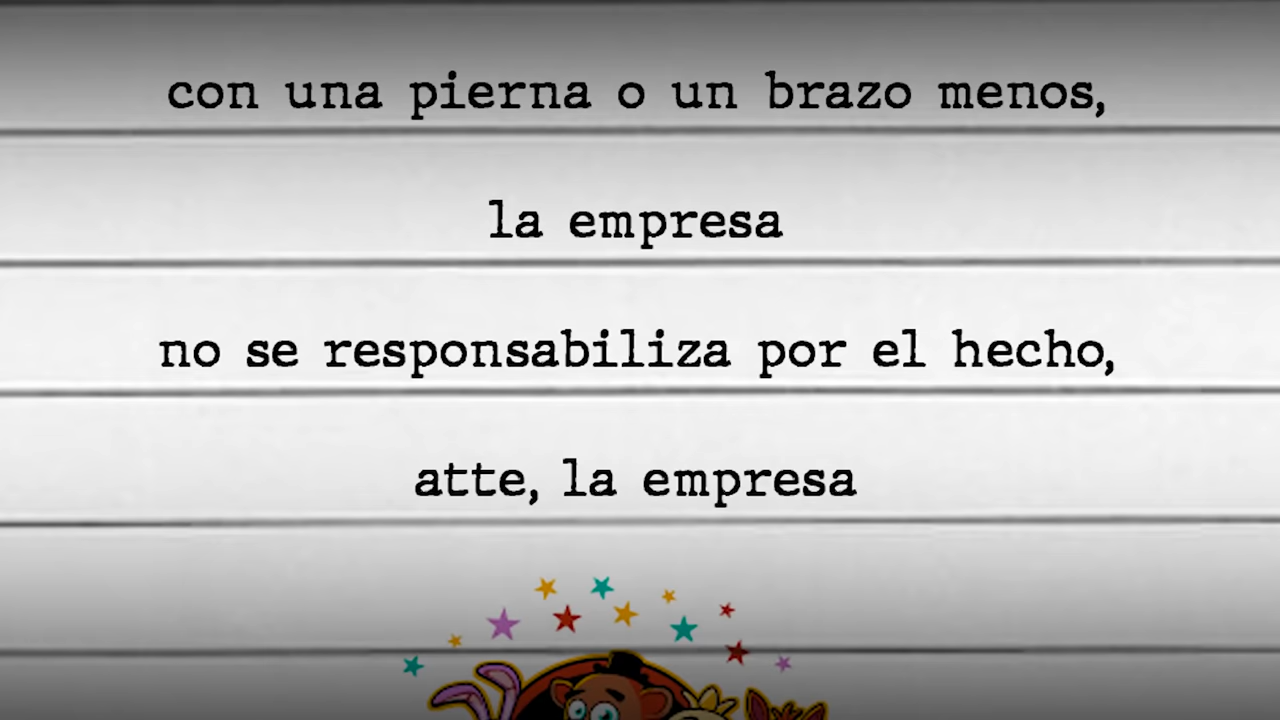 con una pierna o un brazo menos,
la empresa
no se responsabiliza por el hecho,
atte, la empresa